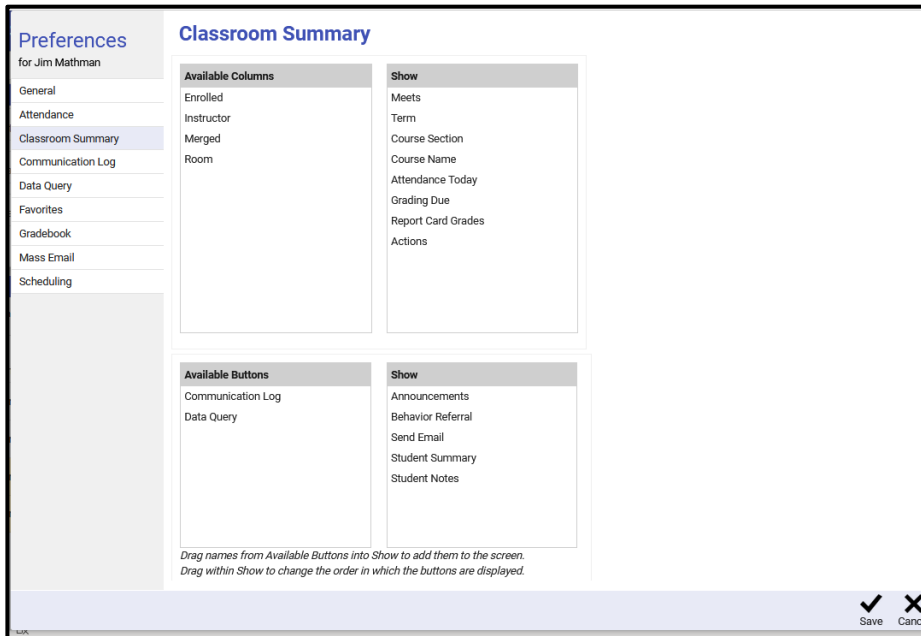 Preferences
for Jim Mathman
General
Attendance
Classroom Summary
Communication Log
Data Query
Favorites
Gradebook
Mass Email
Scheduling
Classroom Summary
Available Columns
Enrolled
Instructor
Merged
Room
Show
Meets
Term
Course Section
Course Name
Attendance Today
Grading Due
Report Card Grades
Actions
Available Buttons
Communication Log
Data Query
Show
Announcements
Behavior Referral
Send Email
Student Summary
Student Notes
Drag names from Available Buttons into Show to add them to the screen.
Drag within Show to change the order in which the buttons are displayed.
Save